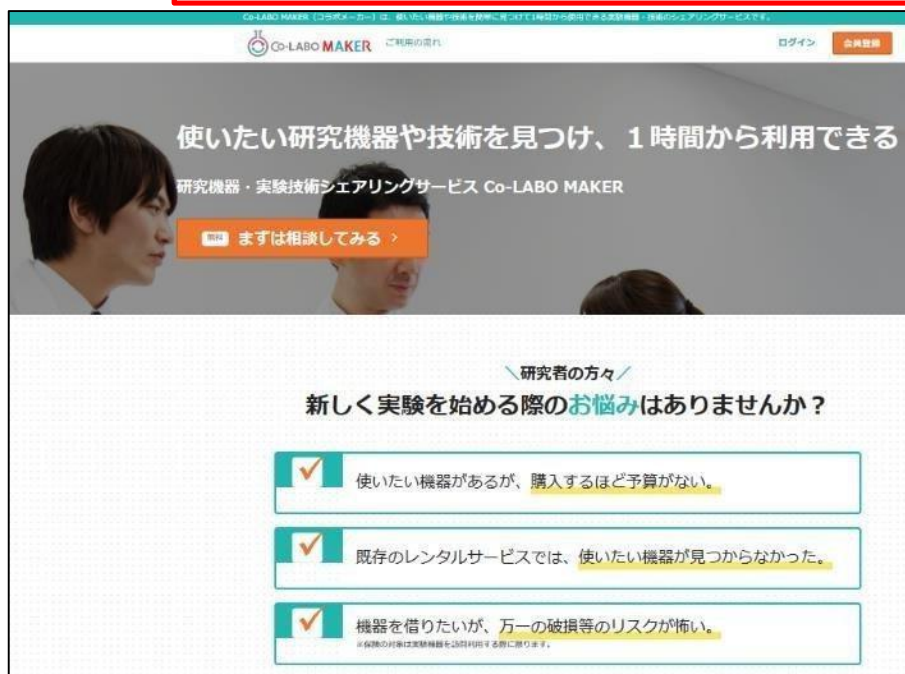 Co-LABO MAKER（コラボメーカー）は、使いたい機器や技術を簡単に見つけて1時間から使用できる実験機器・技術のシェアリングサービスです。
Co-LABO MAKER ご利用の流れ ログイン 会員登録
使いたい研究機器や技術を見つけ、１時間から利用できる
研究機器・実験技術シェアリングサービス Co-LABO MAKER
無料 まずは相談してみる >
＼研究者の方々／
新しく実験を始める際のお悩みはありませんか？
使いたい機器があるが、購入するほど予算がない。
既存のレンタルサービスでは、使いたい機器が見つからなかった。
機器を借りたいが、万一の破損等のリスクが怖い。
※保険の対象は実験機器を訪問利用する際に限ります。